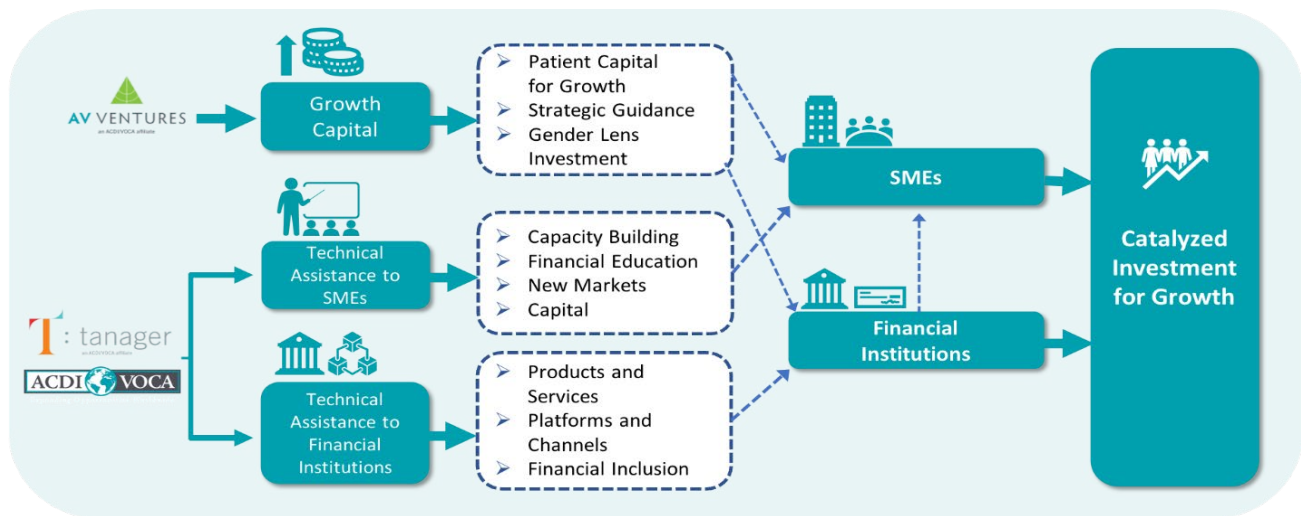 AV VENTURES
an ACDI/VOCA affiliate
Growth
Capital
➢ Patient Capital
for Growth
➢ Strategic Guidance
➢ Gender Lens
Investment
SMEs
Technical
Assistance to
SMEs
➢ Capacity Building
➢ Financial Education
➢ New Markets
➢ Capital
T : tanager
an ACDI/VOCA affiliate
ACDI VOCA
Technical
Assistance to
Financial
Institutions
➢ Products and
Services
➢ Platforms and
Channels
➢ Financial Inclusion
Financial
Institutions
Catalyzed
Investment
for Growth